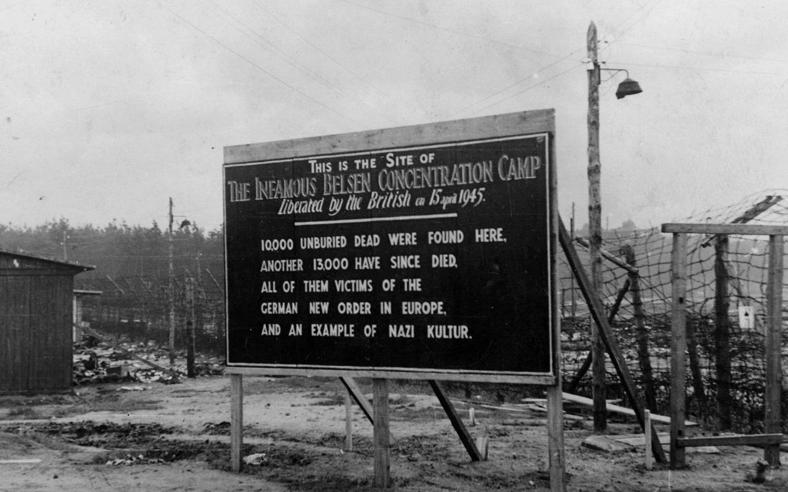 THIS IS THE SITE OF
THE INFAMOUS BELSEN CONCENTRATION CAMP
Liberated by the British on 15 april 1945.
10,000 UNBURIED DEAD WERE FOUND HERE,
ANOTHER 13,000 HAVE SINCE DIED,
ALL OF THEM VICTIMS OF THE
GERMAN NEW ORDER IN EUROPE,
AND AN EXAMPLE OF NAZI KULTUR.